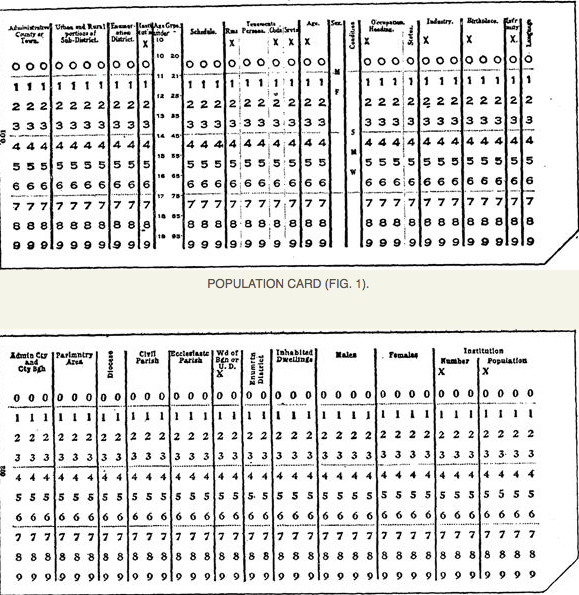 Administrative County or Town. Urban and Rural portions of Sub-District. Enumeration District. Age Grps. under Schedule. Tenements Rms Persons. Chdn Srvts Age. Sex. Condition Occupation. Heading. Status. Industry. Birthplace. Infirmity. Language.
X X X X X X X X X
0 0 0 0 0 0 0 0 0 0 10 20 0 0 0 0 0 0 0 0 0 0 0 0 0 0 0 0 0 0 0 0 0 0
1 1 1 1 1 1 1 1 1 1 11 21 1 1 1 1 1 1 1 1 1 1 M 1 1 1 1 1 1 1 1 1 1 1 1
2 2 2 2 2 2 2 2 2 2 12 25 2 2 2 2 2 2 2 2 2 2 F 2 2 2 2 2 2 2 2 2 2 2 2
3 3 3 3 3 3 3 3 3 3 13 35 3 3 3 3 3 3 3 3 3 3 S 3 3 3 3 3 3 3 3 3 3 3 3
4 4 4 4 4 4 4 4 4 4 14 45 4 4 4 4 4 4 4 4 4 4 M 4 4 4 4 4 4 4 4 4 4 4 4
5 5 5 5 5 5 5 5 5 5 15 55 5 5 5 5 5 5 5 5 5 5 W 5 5 5 5 5 5 5 5 5 5 5 5
6 6 6 6 6 6 6 6 6 6 16 65 6 6 6 6 6 6 6 6 6 6 6 6 6 6 6 6 6 6 6 6 6 6
7 7 7 7 7 7 7 7 7 7 17 75 7 7 7 7 7 7 7 7 7 7 7 7 7 7 7 7 7 7 7 7 7 7
8 8 8 8 8 8 8 8 8 8 18 85 8 8 8 8 8 8 8 8 8 8 8 8 8 8 8 8 8 8 8 8 8 8
9 9 9 9 9 9 9 9 9 9 19 95 9 9 9 9 9 9 9 9 9 9 9 9 9 9 9 9 9 9 9 9 9 9
POPULATION CARD (FIG. 1).
Admin Cty and Cty Bgh Parlmntry Area Diocese Civil Parish Ecclesiastc Parish Wd of Bgn or U. D. Enumrtn District Inhabited Dwellings Males Females Institution Number Population
X X X
0 0 0 0 0 0 0 0 0 0 0 0 0 0 0 0 0 0 0 0 0 0 0 0 0 0 0 0 0 0 0 0 0 0 0 0
1 1 1 1 1 1 1 1 1 1 1 1 1 1 1 1 1 1 1 1 1 1 1 1 1 1 1 1 1 1 1 1 1 1 1 1
2 2 2 2 2 2 2 2 2 2 2 2 2 2 2 2 2 2 2 2 2 2 2 2 2 2 2 2 2 2 2 2 2 2 2 2
3 3 3 3 3 3 3 3 3 3 3 3 3 3 3 3 3 3 3 3 3 3 3 3 3 3 3 3 3 3 3 3 3 3 3 3
4 4 4 4 4 4 4 4 4 4 4 4 4 4 4 4 4 4 4 4 4 4 4 4 4 4 4 4 4 4 4 4 4 4 4 4
5 5 5 5 5 5 5 5 5 5 5 5 5 5 5 5 5 5 5 5 5 5 5 5 5 5 5 5 5 5 5 5 5 5 5 5
6 6 6 6 6 6 6 6 6 6 6 6 6 6 6 6 6 6 6 6 6 6 6 6 6 6 6 6 6 6 6 6 6 6 6 6
7 7 7 7 7 7 7 7 7 7 7 7 7 7 7 7 7 7 7 7 7 7 7 7 7 7 7 7 7 7 7 7 7 7 7 7
8 8 8 8 8 8 8 8 8 8 8 8 8 8 8 8 8 8 8 8 8 8 8 8 8 8 8 8 8 8 8 8 8 8 8 8
9 9 9 9 9 9 9 9 9 9 9 9 9 9 9 9 9 9 9 9 9 9 9 9 9 9 9 9 9 9 9 9 9 9 9 9